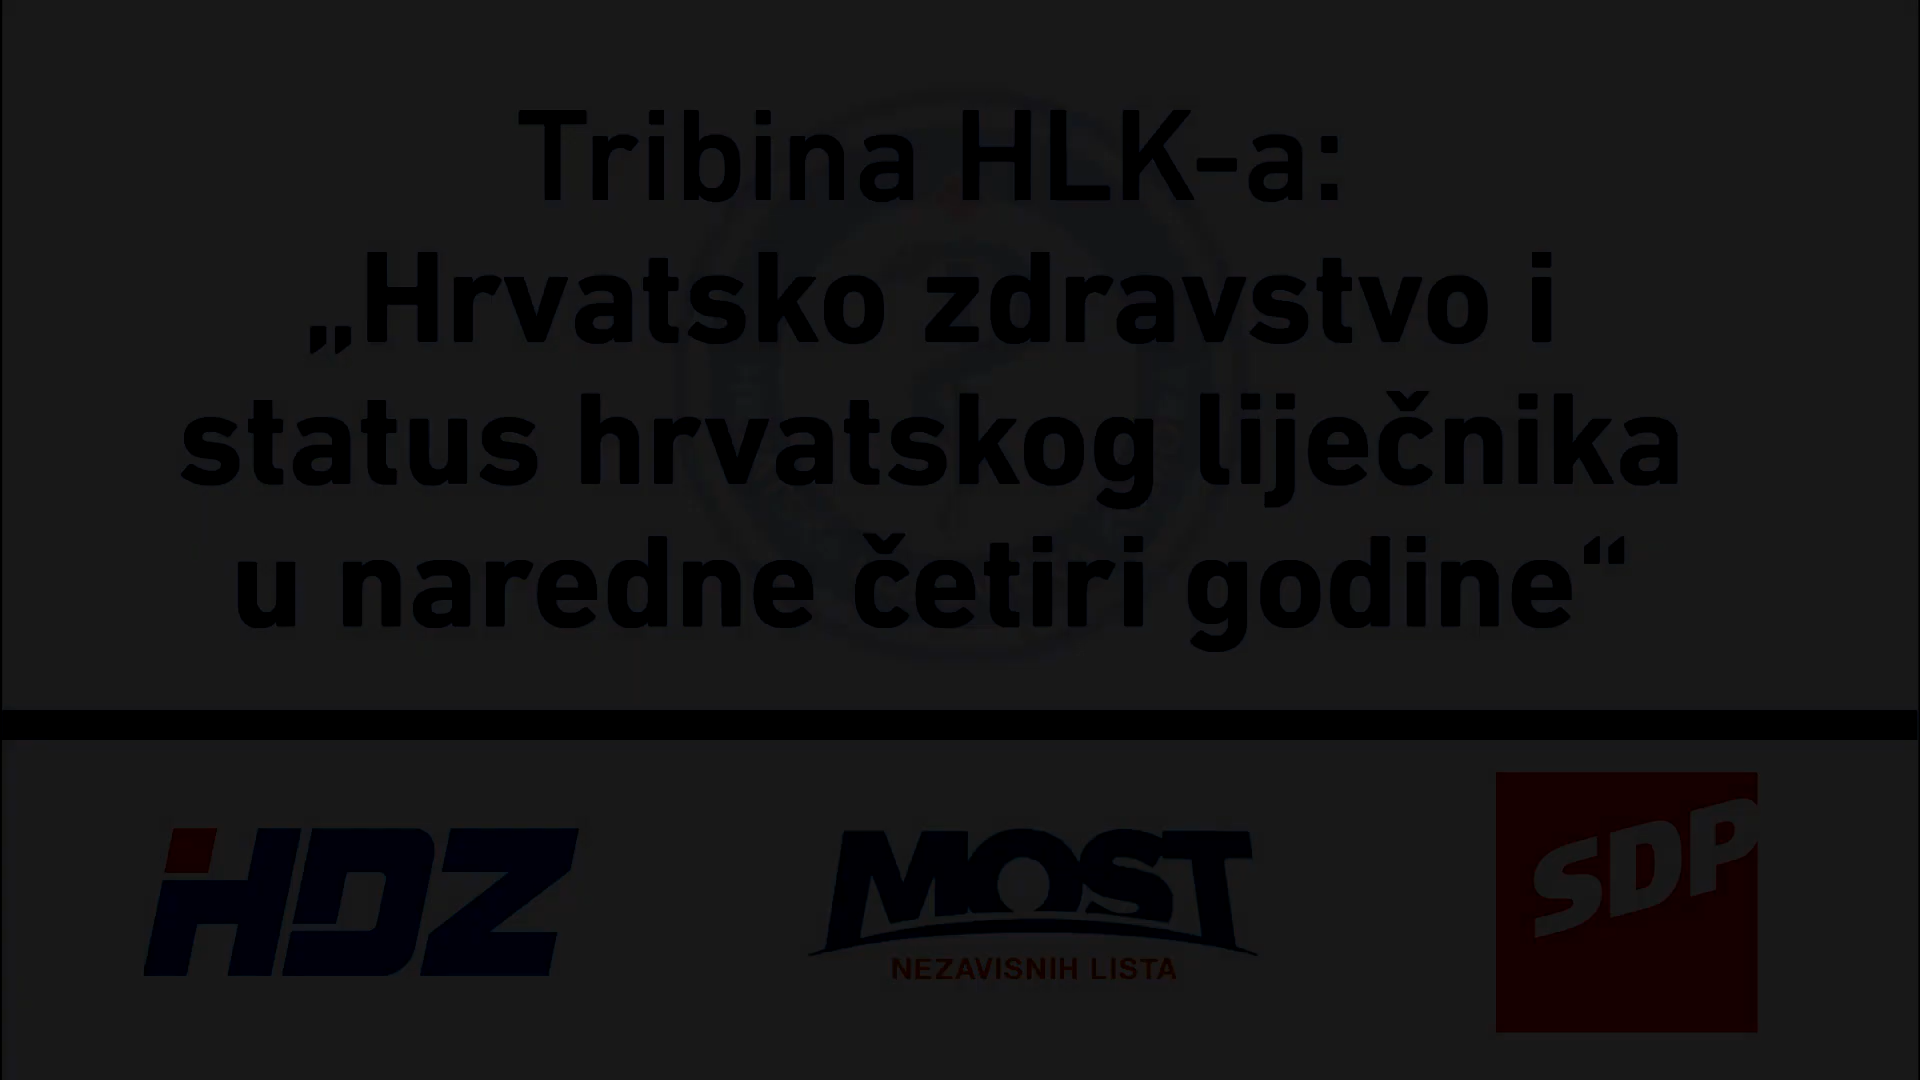 Tribina HLK-a:
„Hrvatsko zdravstvo i
status hrvatskog liječnika
u naredne četiri godine“
HDZ
MOST
NEZAVISNIH LISTA
SDP